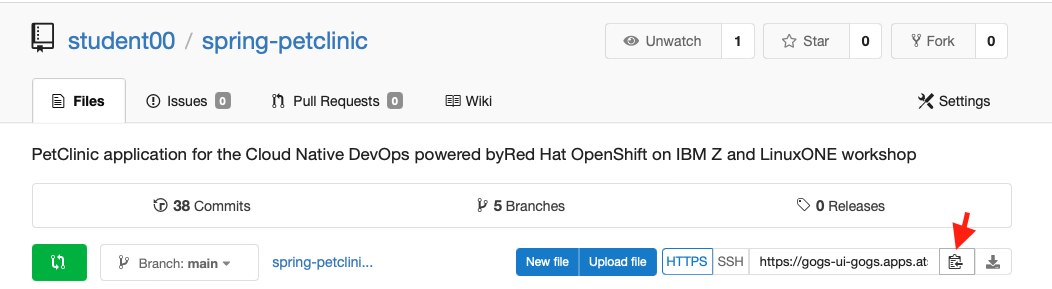 student00 / spring-petclinic
Unwatch 1 Star 0 Fork 0
Files Issues 0 Pull Requests 0 Wiki Settings
PetClinic application for the Cloud Native DevOps powered byRed Hat OpenShift on IBM Z and LinuxONE workshop
38 Commits 5 Branches 0 Releases
Branch: main spring-petclini... New file Upload file HTTPS SSH https://gogs-ui-gogs.apps.at